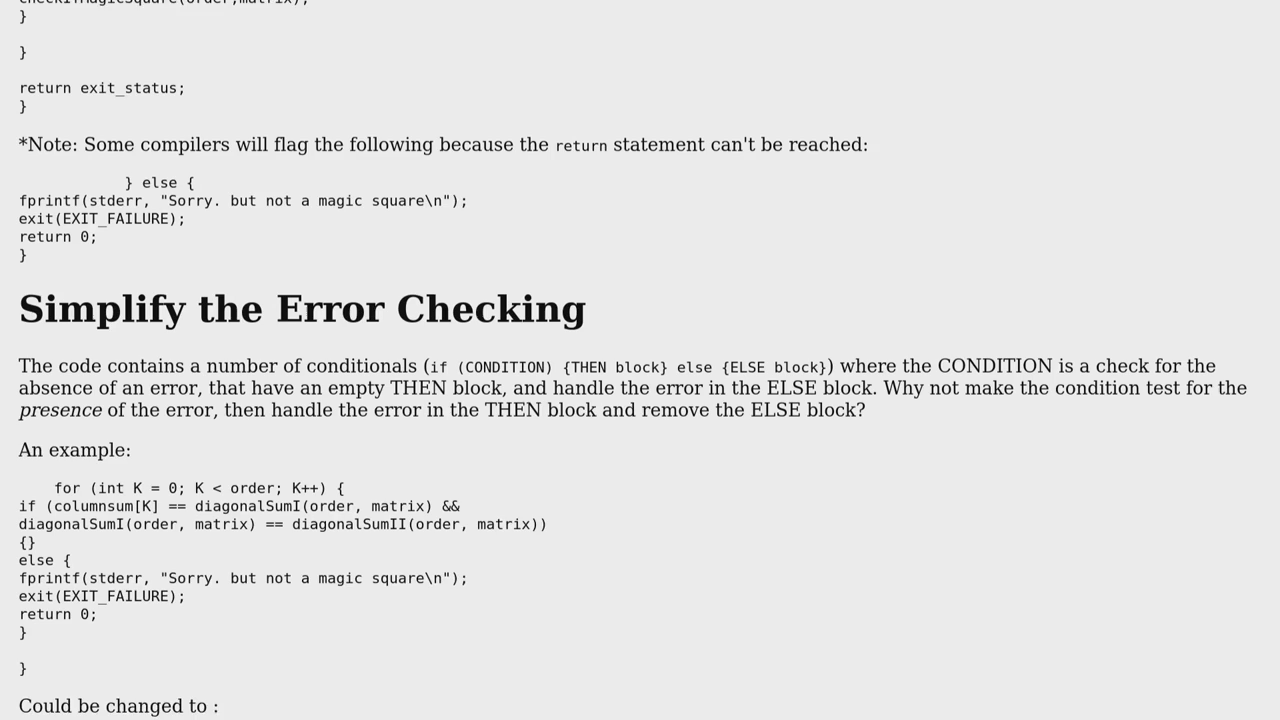 checkIfMagicSquare(order,matrix);
}
}
return exit_status;
}
*Note: Some compilers will flag the following because the return statement can't be reached:
} else {
fprintf(stderr, "Sorry. but not a magic square\n");
exit(EXIT_FAILURE);
return 0;
}
Simplify the Error Checking
The code contains a number of conditionals (if (CONDITION) {THEN block} else {ELSE block}) where the CONDITION is a check for the
absence of an error, that have an empty THEN block, and handle the error in the ELSE block. Why not make the condition test for the
presence of the error, then handle the error in the THEN block and remove the ELSE block?
An example:
for (int K = 0; K < order; K++) {
if (columnsum[K] == diagonalSumI(order, matrix) &&
diagonalSumI(order, matrix) == diagonalSumII(order, matrix))
{}
else {
fprintf(stderr, "Sorry. but not a magic square\n");
exit(EXIT_FAILURE);
return 0;
}
}
Could be changed to :